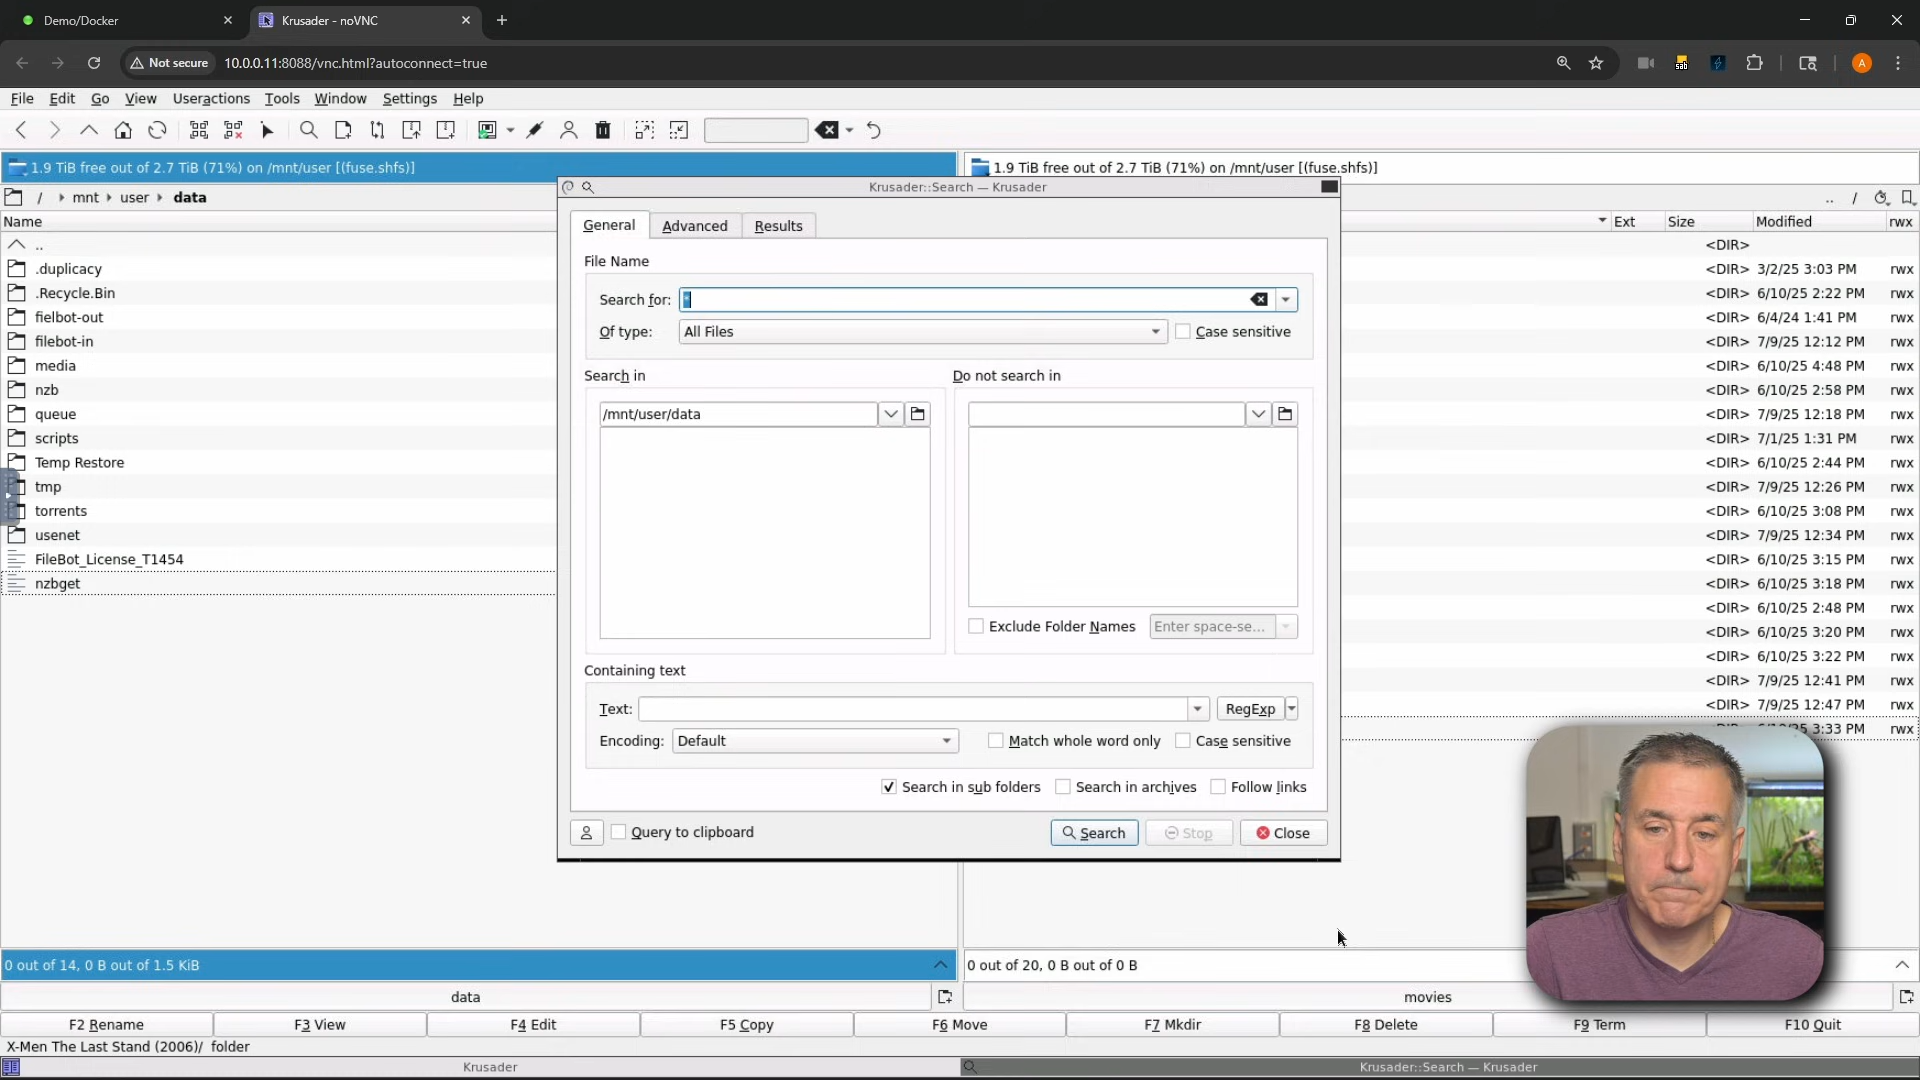 Demo/Docker
Krusader - noVNC
Not secure
10.0.0.11:8088/vnc.html?autoconnect=true
sab
A
File Edit Go View Useractions Tools Window Settings Help
1.9 TiB free out of 2.7 TiB (71%) on /mnt/user [(fuse.shfs)]
1.9 TiB free out of 2.7 TiB (71%) on /mnt/user [(fuse.shfs)]
/ mnt user data
.. /
Name
Ext Size Modified rwx
..
<DIR>
.duplicacy
<DIR> 3/2/25 3:03 PM rwx
.Recycle.Bin
<DIR> 6/10/25 2:22 PM rwx
fielbot-out
<DIR> 6/4/24 1:41 PM rwx
filebot-in
<DIR> 7/9/25 12:12 PM rwx
media
<DIR> 6/10/25 4:48 PM rwx
nzb
<DIR> 6/10/25 2:58 PM rwx
queue
<DIR> 7/9/25 12:18 PM rwx
scripts
<DIR> 7/1/25 1:31 PM rwx
Temp Restore
<DIR> 6/10/25 2:44 PM rwx
tmp
<DIR> 7/9/25 12:26 PM rwx
torrents
<DIR> 6/10/25 3:08 PM rwx
usenet
<DIR> 7/9/25 12:34 PM rwx
FileBot_License_T1454
<DIR> 6/10/25 3:15 PM rwx
nzbget
<DIR> 6/10/25 3:18 PM rwx
<DIR> 6/10/25 2:48 PM rwx
<DIR> 6/10/25 3:20 PM rwx
<DIR> 6/10/25 3:22 PM rwx
<DIR> 7/9/25 12:41 PM rwx
<DIR> 7/9/25 12:47 PM rwx
3:33 PM rwx
Krusader::Search — Krusader
General Advanced Results
File Name
Search for: *
Of type: All Files Case sensitive
Search in
Do not search in
/mnt/user/data
Exclude Folder Names Enter space-se...
Containing text
Text: RegExp
Encoding: Default Match whole word only Case sensitive
Search in sub folders Search in archives Follow links
Query to clipboard Search Stop Close
0 out of 14, 0 B out of 1.5 KiB
0 out of 20, 0 B out of 0 B
data
movies
F2 Rename F3 View F4 Edit F5 Copy F6 Move F7 Mkdir F8 Delete F9 Term F10 Quit
X-Men The Last Stand (2006)/ folder
Krusader
Krusader::Search — Krusader